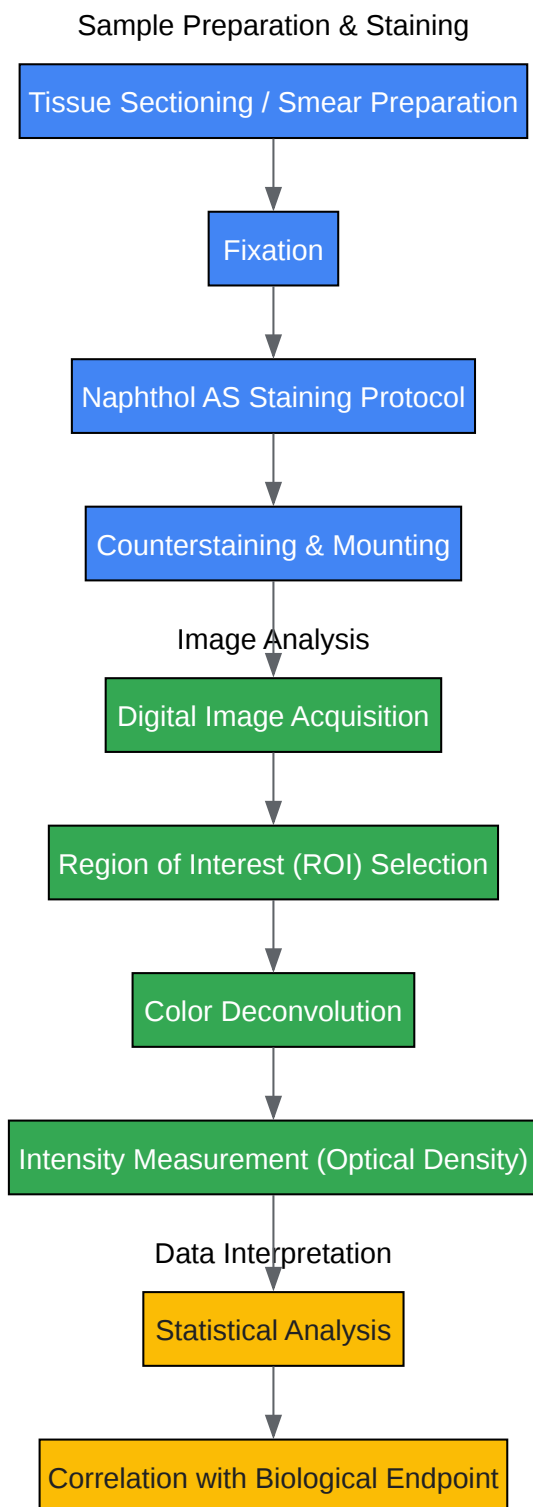 Sample Preparation & Staining
Tissue Sectioning / Smear Preparation
Fixation
Naphthol AS Staining Protocol
Counterstaining & Mounting
Image Analysis
Digital Image Acquisition
Region of Interest (ROI) Selection
Color Deconvolution
Intensity Measurement (Optical Density)
Data Interpretation
Statistical Analysis
Correlation with Biological Endpoint